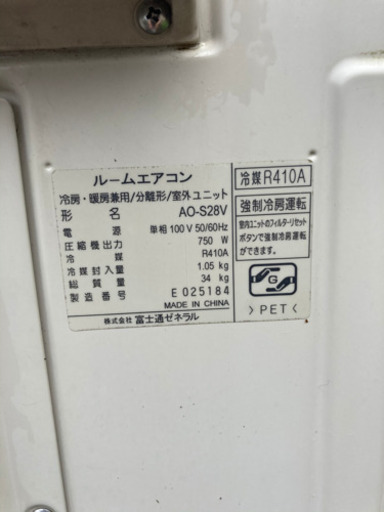 ルームエアコン
冷房・暖房兼用/分離形/室外ユニット
形名 AO-S28V
電源 単相 100V 50/60Hz
圧縮機出力 750 W
冷媒 R410A
冷媒封入量 1.05 kg
総質量 34 kg
製造番号 E 025184
MADE IN CHINA
株式会社 富士通ゼネラル
冷媒R410A
強制冷房運転
室内ユニットのフィルターリセット
ボタンで強制冷房運転
ができます。
G
>PET<